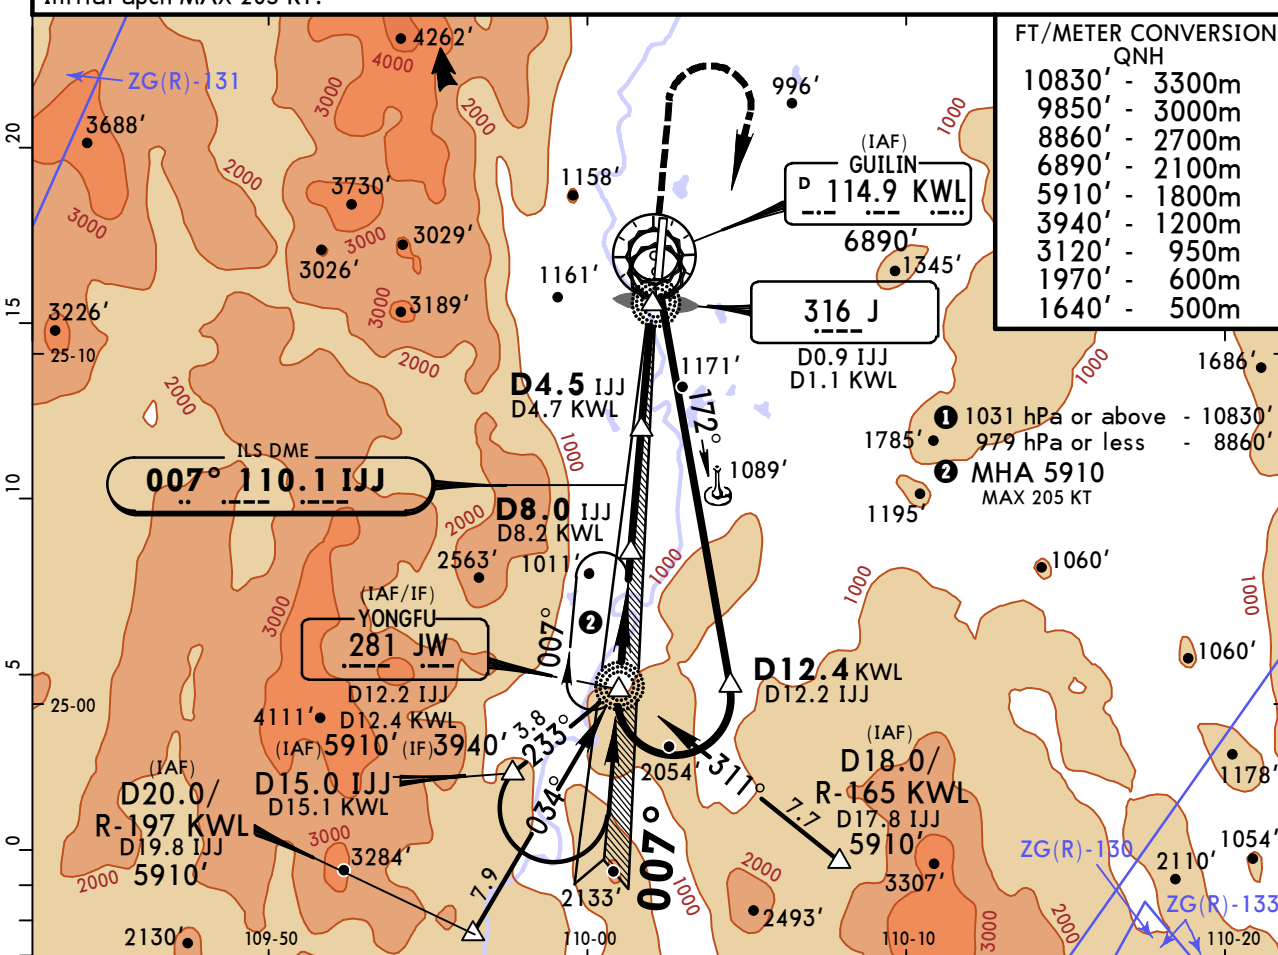 Initial apch MAX 205 KT.
FT/METER CONVERSION
QNH
10830' - 3300m
9850' - 3000m
8860' - 2700m
6890' - 2100m
5910' - 1800m
3940' - 1200m
3120' - 950m
1970' - 600m
1640' - 500m
4262'
4000
ZG(R)-131
3000
2000
996'
1000
3688'
20
(IAF)
GUILIN
D 114.9 KWL
6890'
2000
3730'
1158'
3000
3000
3029'
3026'
1345'
1161'
3226'
3000
3189'
15
316 J
D0.9 IJJ
D1.1 KWL
25-10
2000
2000
1171'
1000
1686'
D4.5 IJJ
D4.7 KWL
172°
1 1031 hPa or above - 10830'
979 hPa or less - 8860'
2 MHA 5910
MAX 205 KT
1785'
1000
ILS DME
007° 110.1 IJJ
1089'
10
1195'
D8.0 IJJ
D8.2 KWL
2000
2563'
1011'
1000
1060'
1000
1000
(IAF/IF)
YONGFU
281 JW
3000
007°
2
D12.2 IJJ
D12.4 KWL
(IAF) 5910' (IF) 3940'
5
1060'
D12.4 KWL
D12.2 IJJ
25-00
4111'
3.8
233°
2054'
311°
7.7
(IAF)
D18.0/
R-165 KWL
D17.8 IJJ
5910'
1178'
D15.0 IJJ
D15.1 KWL
034°
(IAF)
D20.0/
R-197 KWL
D19.8 IJJ
5910'
0
3000
3284'
2000
7.9
2133'
007°
1000
2000
2493'
3307'
ZG(R)-130
2110'
1054'
ZG(R)-133
3000
2000
2130'
109-50
110-00
110-10
110-20